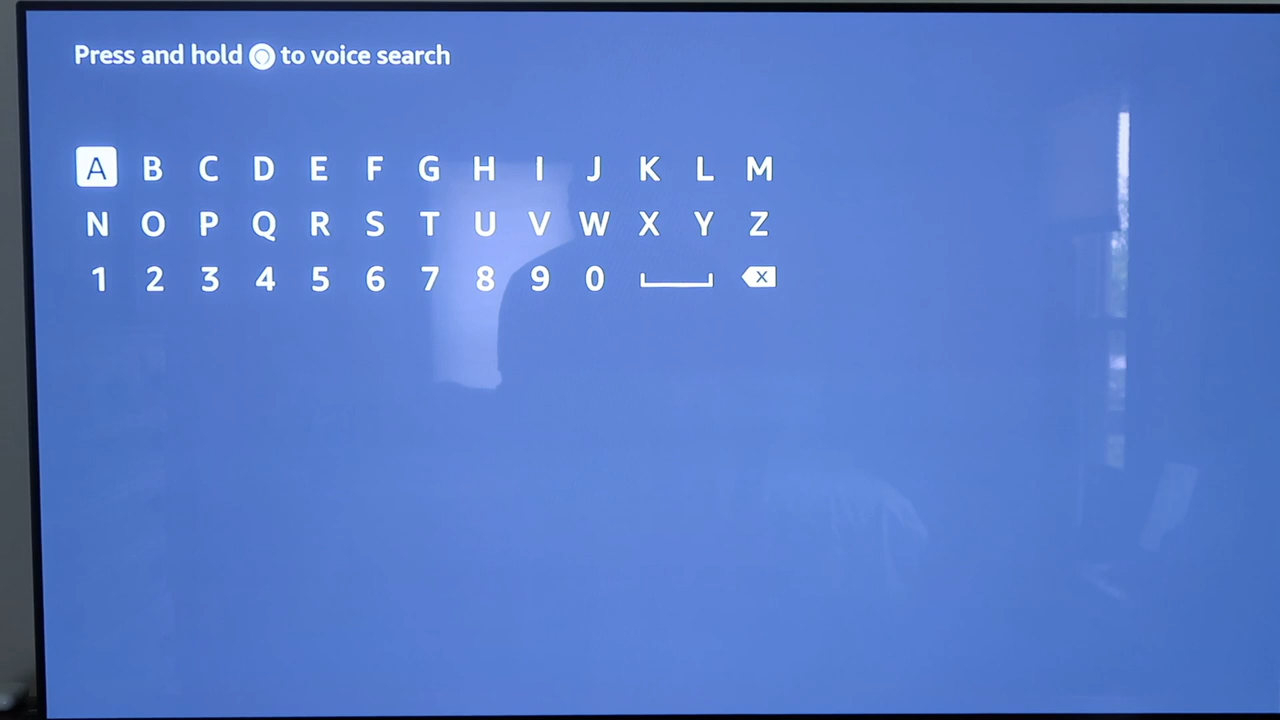 Press and hold to voice search
A B C D E F G H I J K L M
N O P Q R S T U V W X Y Z
1 2 3 4 5 6 7 8 9 0